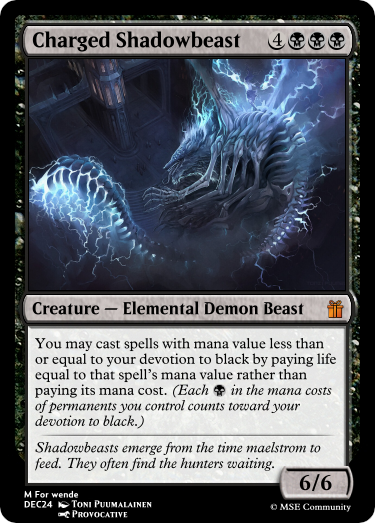 Charged Shadowbeast 4
Creature — Elemental Demon Beast
You may cast spells with mana value less than
or equal to your devotion to black by paying life
equal to that spell's mana value rather than
paying its mana cost. (Each in the mana costs
of permanents you control counts toward your
devotion to black.)
Shadowbeasts emerge from the time maelstrom to
feed. They often find the hunters waiting.
6/6
M For wende
DEC24 Toni Puumalainen
Provocative
© MSE Community